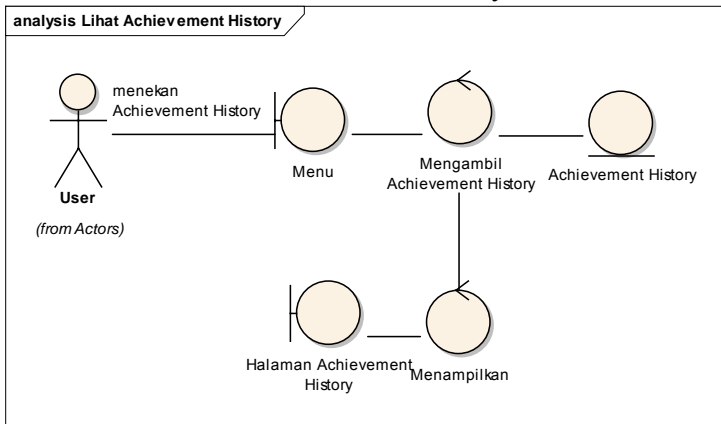 analysis Lihat Achievement History
menekan
Achievement History
User
(from Actors)
Menu
Mengambil
Achievement History
Achievement History
Halaman Achievement
History
Menampilkan